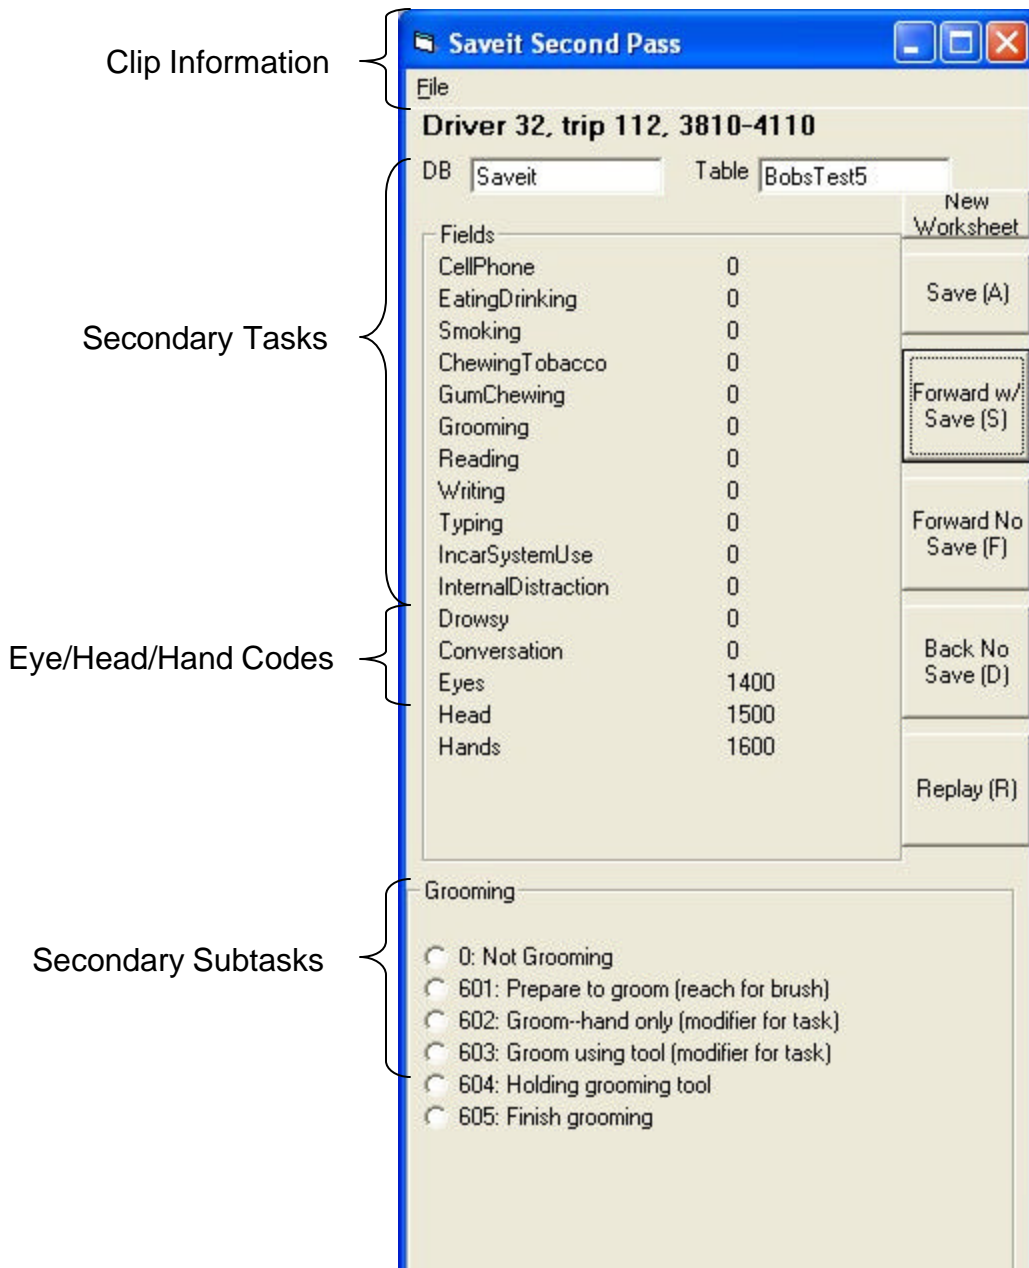 Clip Information
Saveit Second Pass
File
Driver 32, trip 112, 3810-4110
DB Saveit Table BobsTest5
New
Worksheet
Fields
CellPhone 0
EatingDrinking 0
Save (A)
Secondary Tasks
Smoking 0
ChewingTobacco 0
GumChewing 0
Forward w/
Save (S)
Grooming 0
Reading 0
Writing 0
Typing 0
Forward No
Save (F)
IncarSystemUse 0
InternalDistraction 0
Drowsy 0
Eye/Head/Hand Codes
Conversation 0
Back No
Save (D)
Eyes 1400
Head 1500
Hands 1600
Replay (R)
Grooming
Secondary Subtasks
0: Not Grooming
601: Prepare to groom (reach for brush)
602: Groom--hand only (modifier for task)
603: Groom using tool (modifier for task)
604: Holding grooming tool
605: Finish grooming